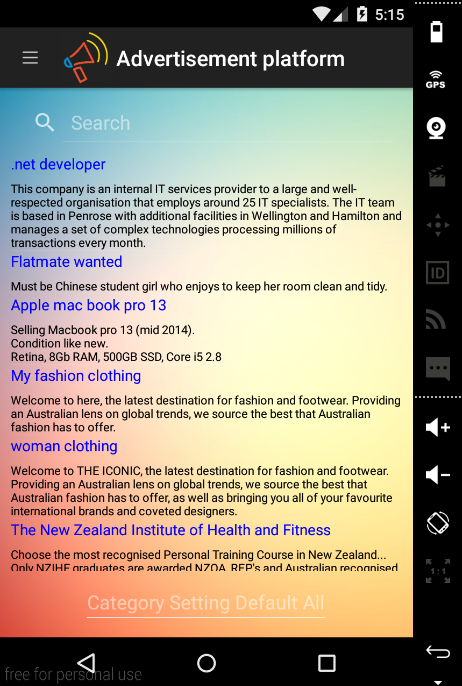 5:15
Advertisement platform
GPS
Search
.net developer
This company is an internal IT services provider to a large and well-
respected organisation that employs around 25 IT specialists. The IT team
is based in Penrose with additional facilities in Wellington and Hamilton and
manages a set of complex technologies processing millions of
transactions every month.
Flatmate wanted
Must be Chinese student girl who enjoys to keep her room clean and tidy.
ID
Apple mac book pro 13
Selling Macbook pro 13 (mid 2014).
Condition like new.
Retina, 8Gb RAM, 500GB SSD, Core i5 2.8
My fashion clothing
Welcome to here, the latest destination for fashion and footwear. Providing
an Australian lens on global trends, we source the best that Australian
fashion has to offer.
woman clothing
Welcome to THE ICONIC, the latest destination for fashion and footwear.
Providing an Australian lens on global trends, we source the best that
Australian fashion has to offer, as well as bringing you all of your favourite
international brands and coveted designers.
The New Zealand Institute of Health and Fitness
Choose the most recognised Personal Training Course in New Zealand...
Only NZIHF graduates are awarded NZQA, REP's and Australian recognised
1:1
Category Setting Default All
free for personal use